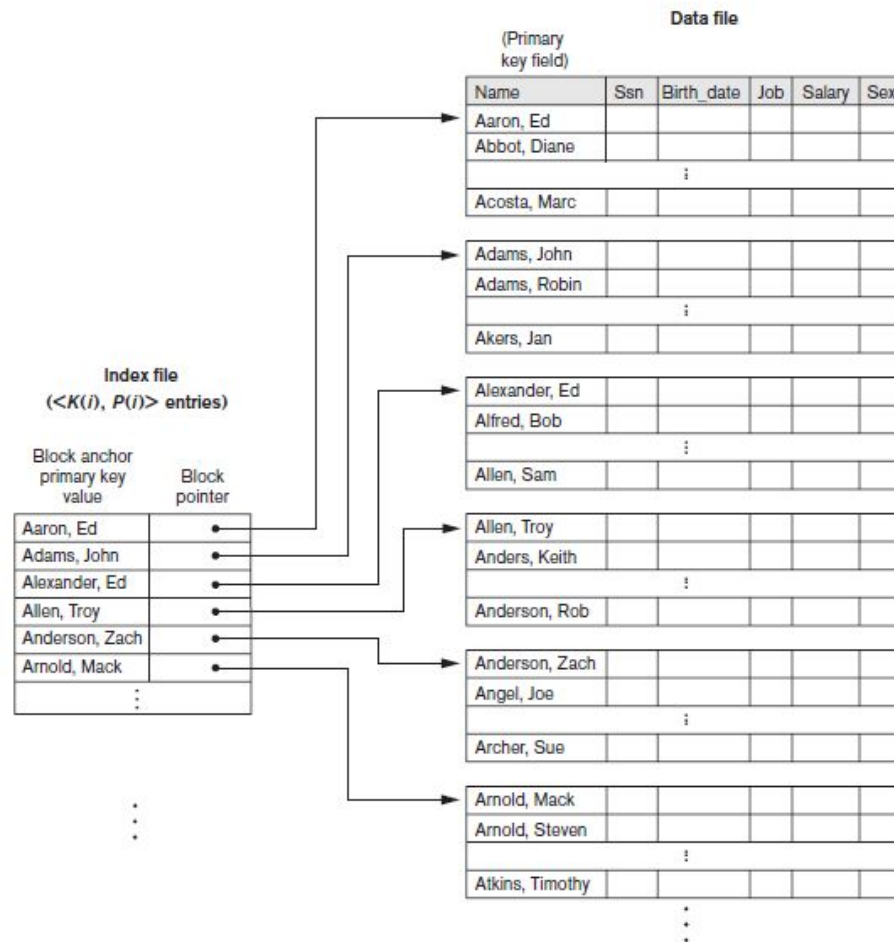 Data file
(Primary
key field)
Name Ssn Birth_date Job Salary Sex
Aaron, Ed
Abbot, Diane
⋮
Acosta, Marc
Adams, John
Adams, Robin
⋮
Akers, Jan
Alexander, Ed
Alfred, Bob
⋮
Allen, Sam
Allen, Troy
Anders, Keith
⋮
Anderson, Rob
Anderson, Zach
Angel, Joe
⋮
Archer, Sue
Arnold, Mack
Arnold, Steven
⋮
Atkins, Timothy
⋮
Index file
(<K(i), P(i)> entries)
Block anchor
primary key
value
Block
pointer
Aaron, Ed
Adams, John
Alexander, Ed
Allen, Troy
Anderson, Zach
Arnold, Mack
⋮
⋮